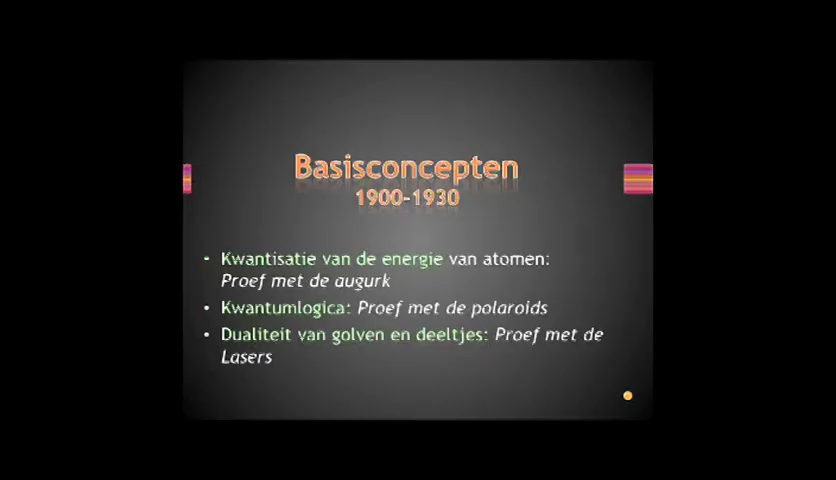 Basisconcepten
1900-1930
• Kwantisatie van de energie van atomen:
Proef met de augurk
• Kwantumlogica: Proef met de polaroids
• Dualiteit van golven en deeltjes: Proef met de
Lasers